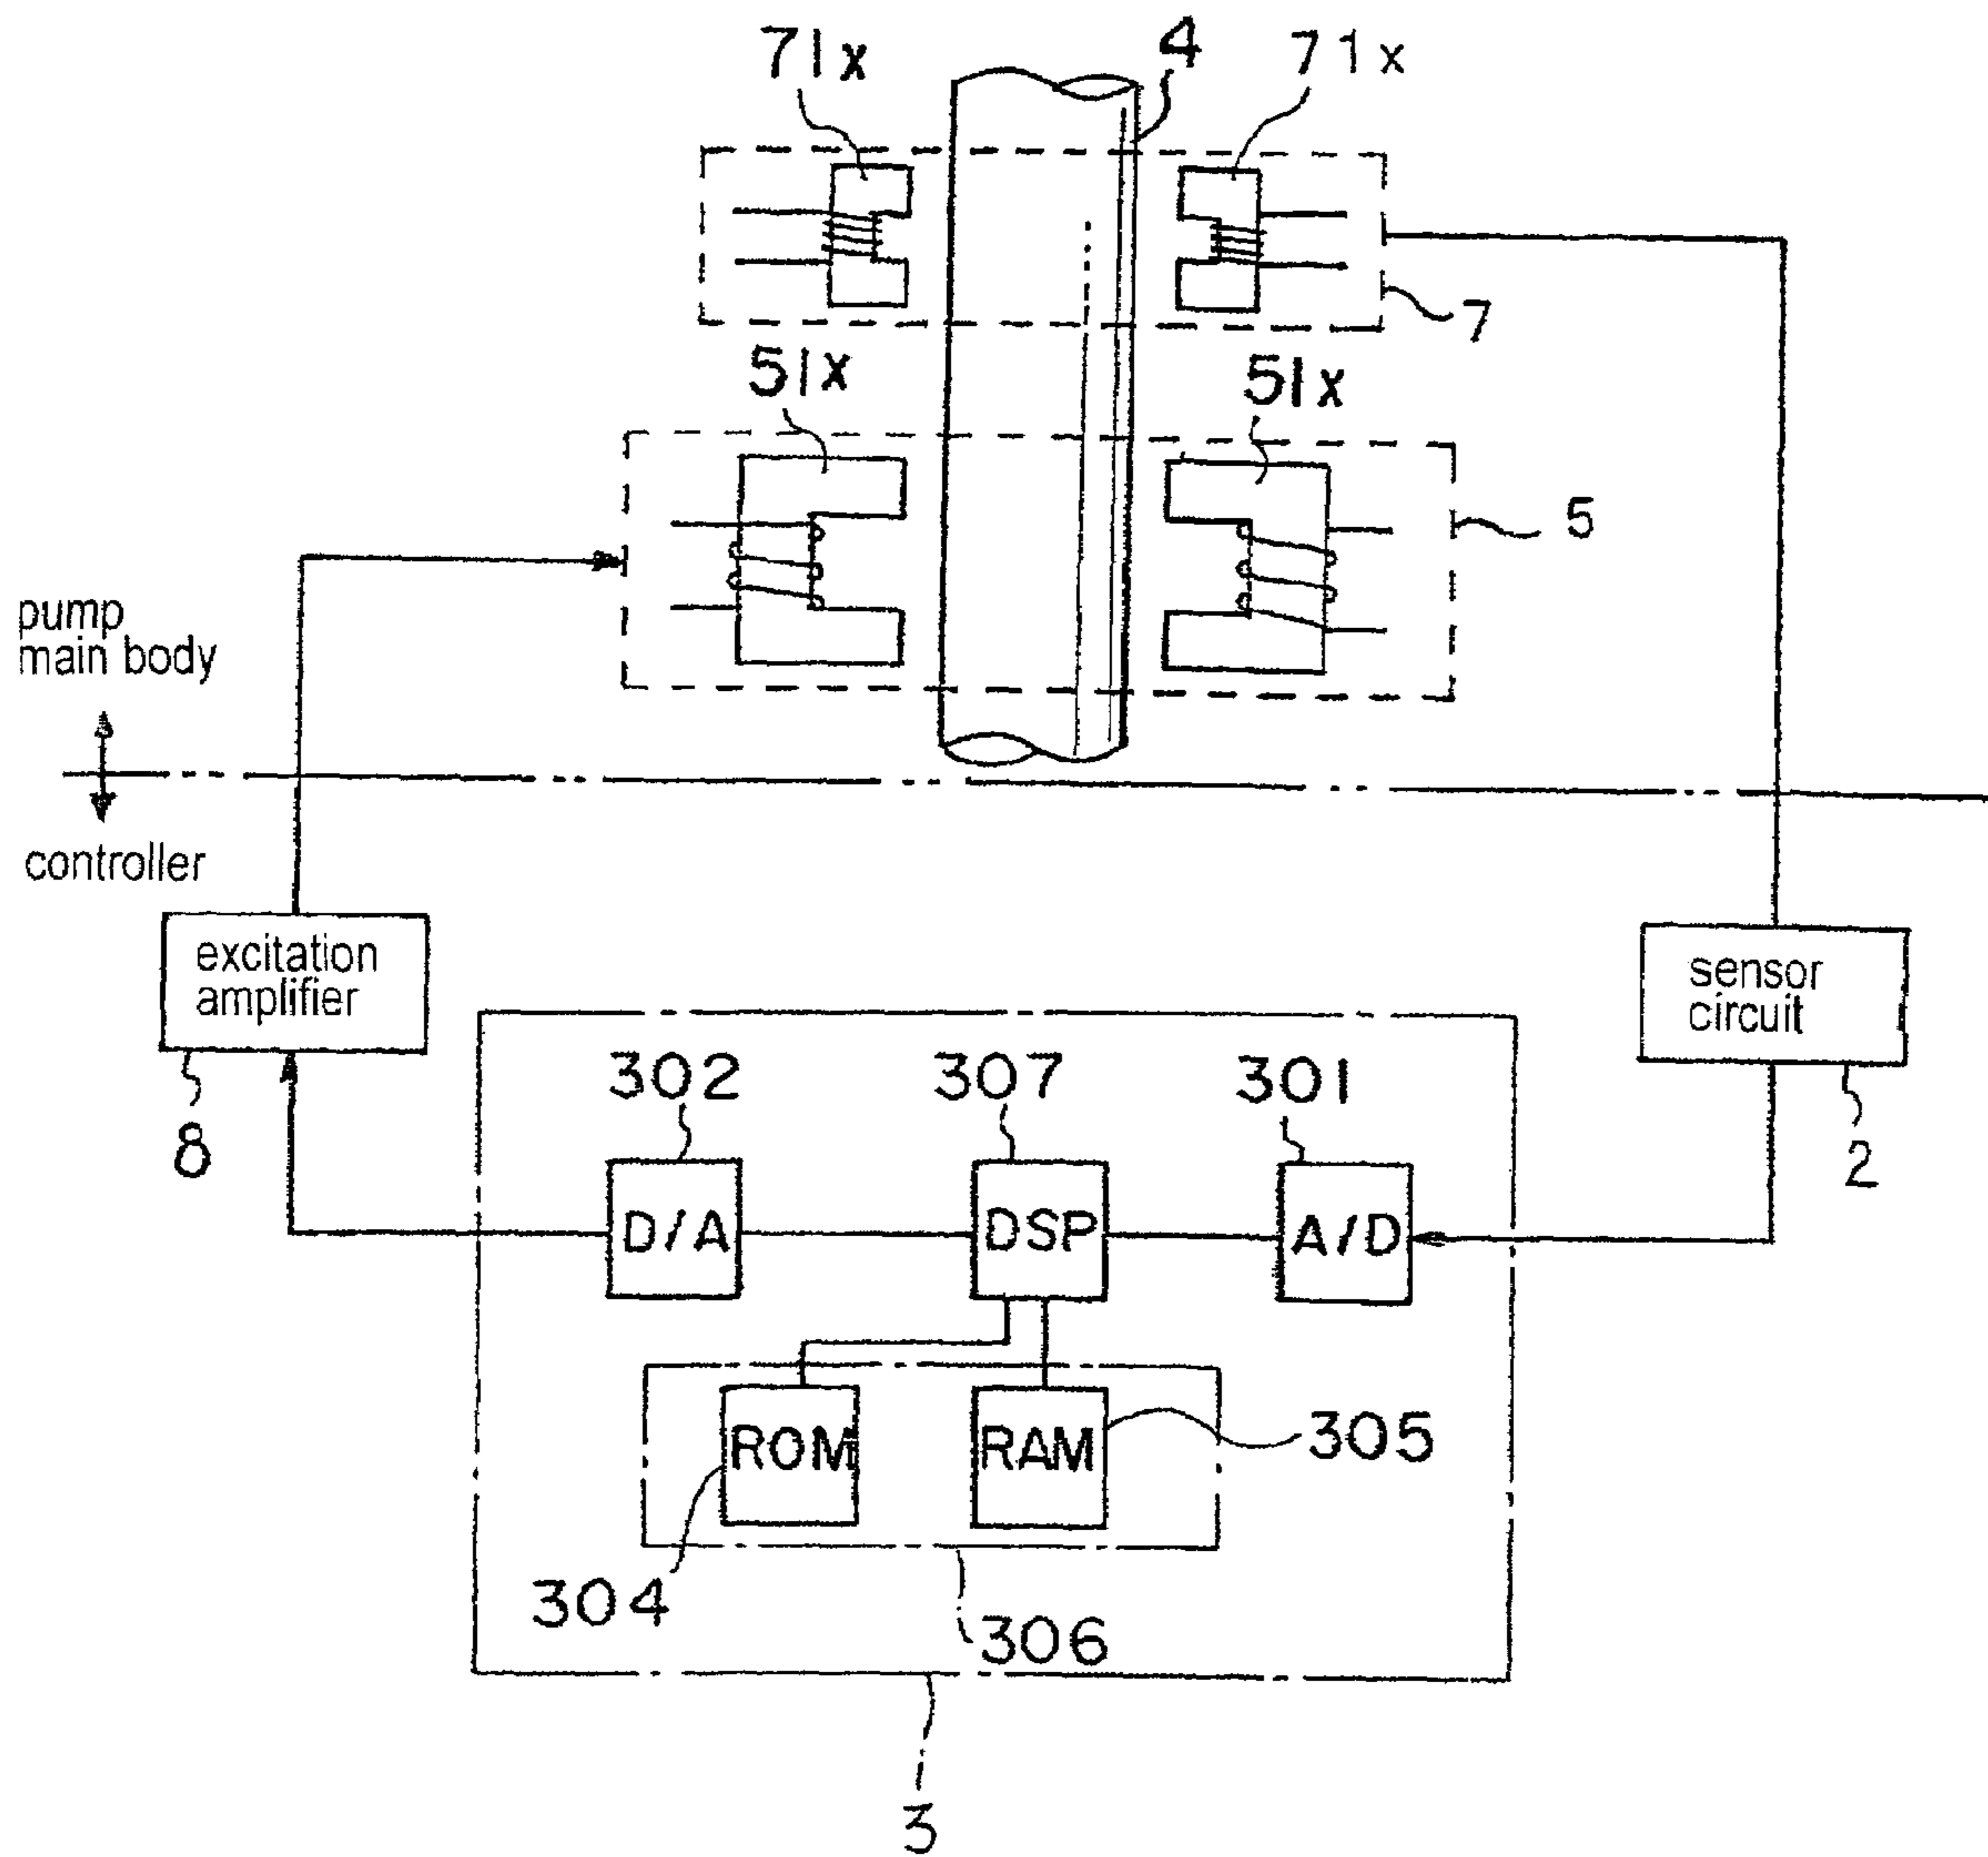 71x
4
71x
7
51x
51x
5
pump
main body
controller
excitation
amplifier
sensor
circuit
302
307
301
8
2
D/A
DSP
A/D
ROM
RAM
305
304
306
3